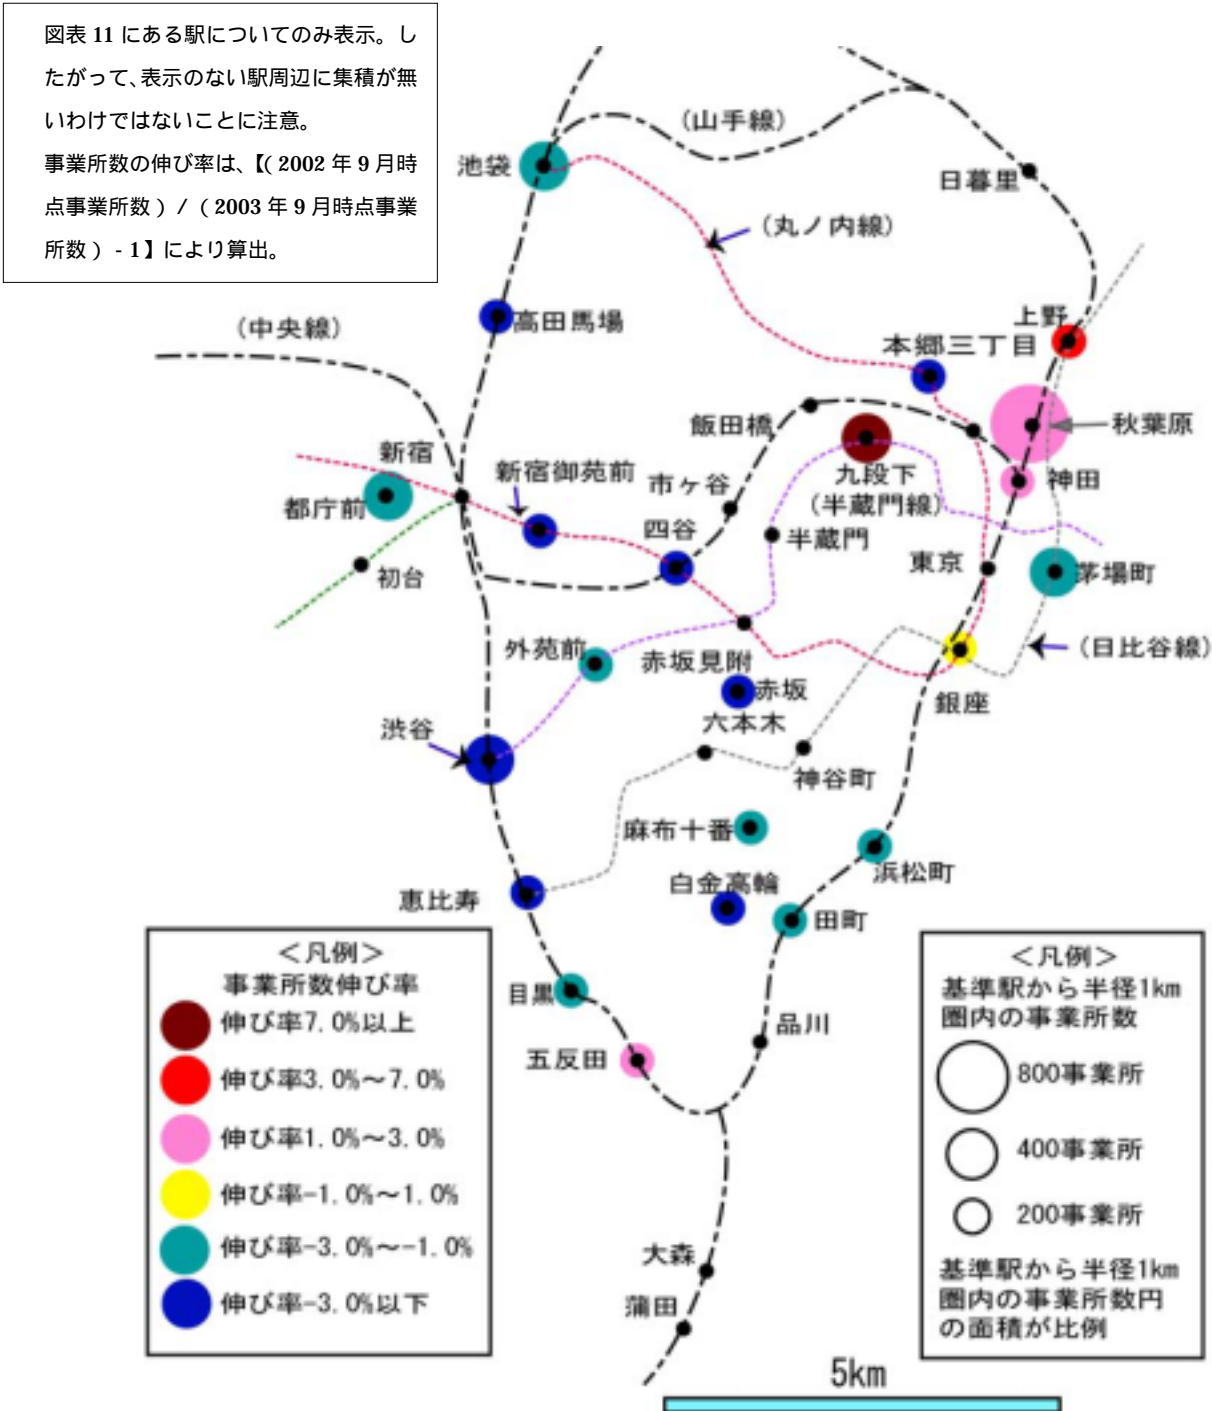 図表 11 にある駅についてのみ表示。し
たがって、表示のない駅周辺に集積が無
いわけではないことに注意。
事業所数の伸び率は、【( 2002 年 9 月時
点事業所数 ) / ( 2003 年 9 月時点事業
所数 ) - 1】により算出。
(山手線)
池袋
日暮里
(丸ノ内線)
高田馬場
(中央線)
上野
本郷三丁目
飯田橋
秋葉原
新宿
新宿御苑前
市ヶ谷
九段下
(半蔵門線)
神田
都庁前
四谷
半蔵門
東京
茅場町
初台
外苑前
赤坂見附
(日比谷線)
赤坂
銀座
渋谷
六本木
神谷町
麻布十番
浜松町
白金高輪
恵比寿
田町
目黒
品川
五反田
大森
蒲田
<凡例>
事業所数伸び率
伸び率7.0%以上
伸び率3.0%~7.0%
伸び率1.0%~3.0%
伸び率-1.0%~1.0%
伸び率-3.0%~-1.0%
伸び率-3.0%以下
<凡例>
基準駅から半径1km
圏内の事業所数
800事業所
400事業所
200事業所
基準駅から半径1km
圏内の事業所数円
の面積が比例
5km